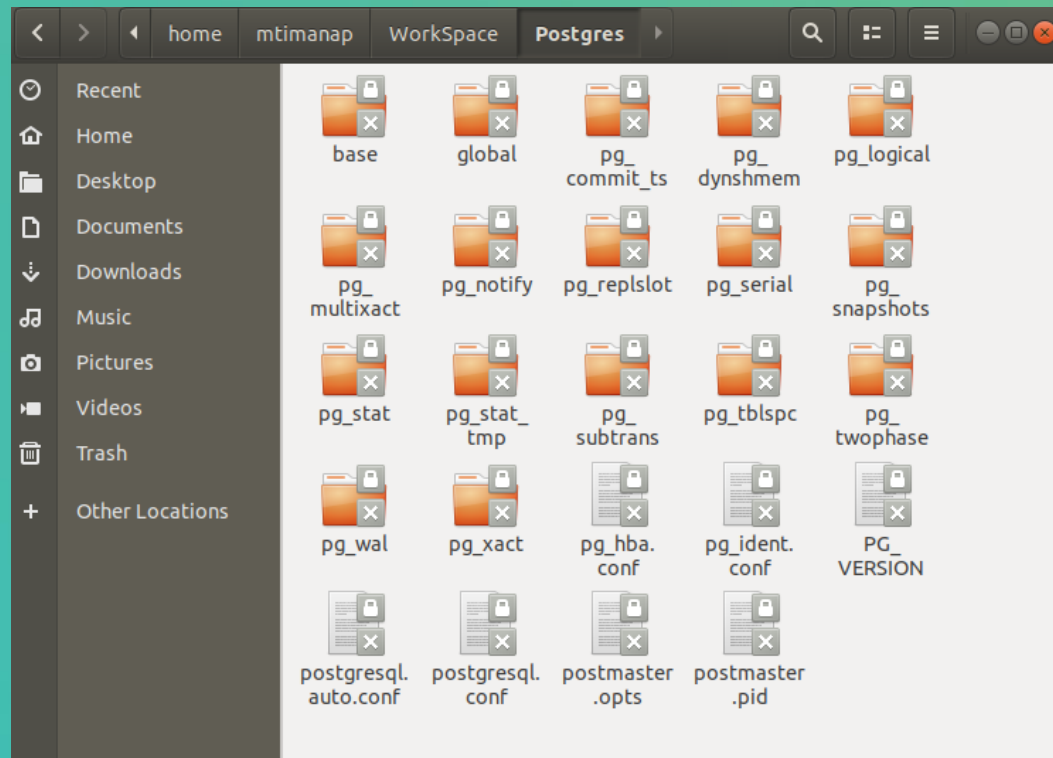 home mtimanap WorkSpace Postgres
Recent
Home
Desktop
Documents
Downloads
Music
Pictures
Videos
Trash
Other Locations
base
global
pg_
commit_ts
pg_
dynshmem
pg_logical
pg_
multixact
pg_notify
pg_replslot
pg_serial
pg_
snapshots
pg_stat
pg_stat_
tmp
pg_
subtrans
pg_tblspc
pg_
twophase
pg_wal
pg_xact
pg_hba.
conf
pg_ident.
conf
PG_
VERSION
postgresql.
auto.conf
postgresql.
conf
postmaster
.opts
postmaster
.pid